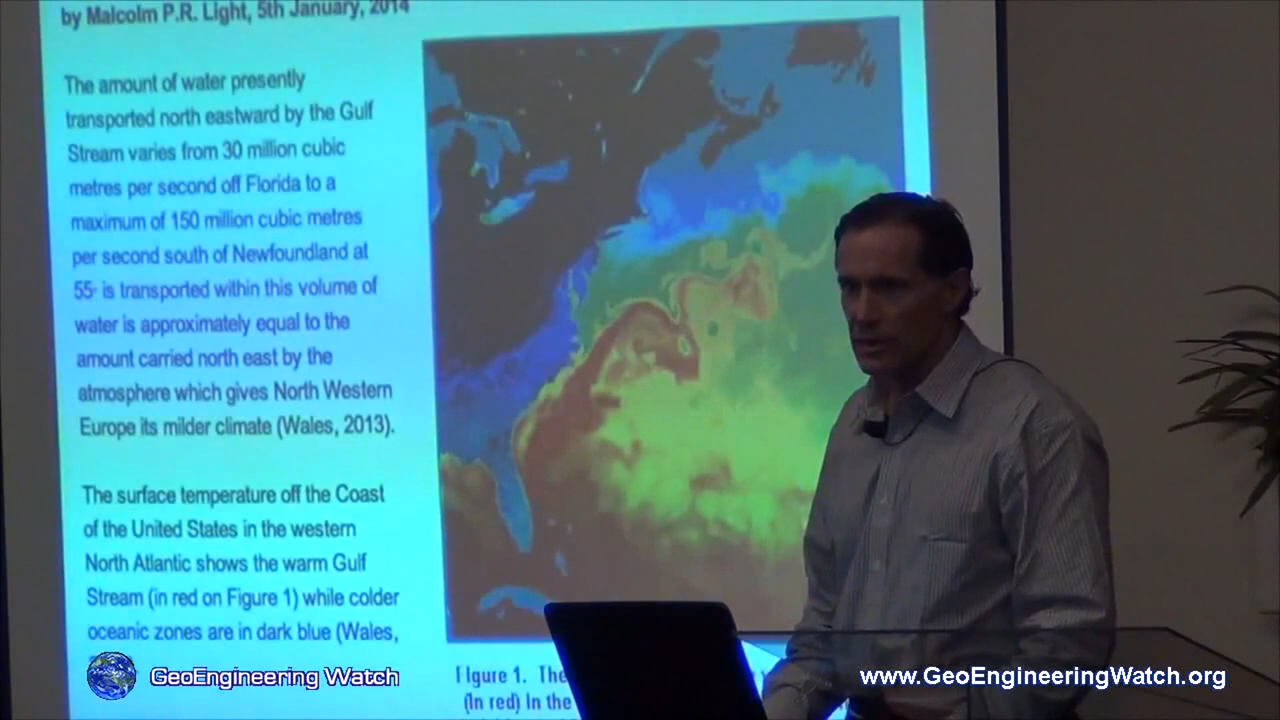 by Malcolm P.R. Light, 5th January, 2014
The amount of water presently
transported north eastward by the Gulf
Stream varies from 30 million cubic
metres per second off Florida to a
maximum of 150 million cubic metres
per second south of Newfoundland at
55° is transported within this volume of
water is approximately equal to the
amount carried north east by the
atmosphere which gives North Western
Europe its milder climate (Wales, 2013).
The surface temperature off the Coast
of the United States in the western
North Atlantic shows the warm Gulf
Stream (in red on Figure 1) while colder
oceanic zones are in dark blue (Wales,
Figure 1. The
(In red) In the
GeoEngineering Watch
www.GeoEngineeringWatch.org